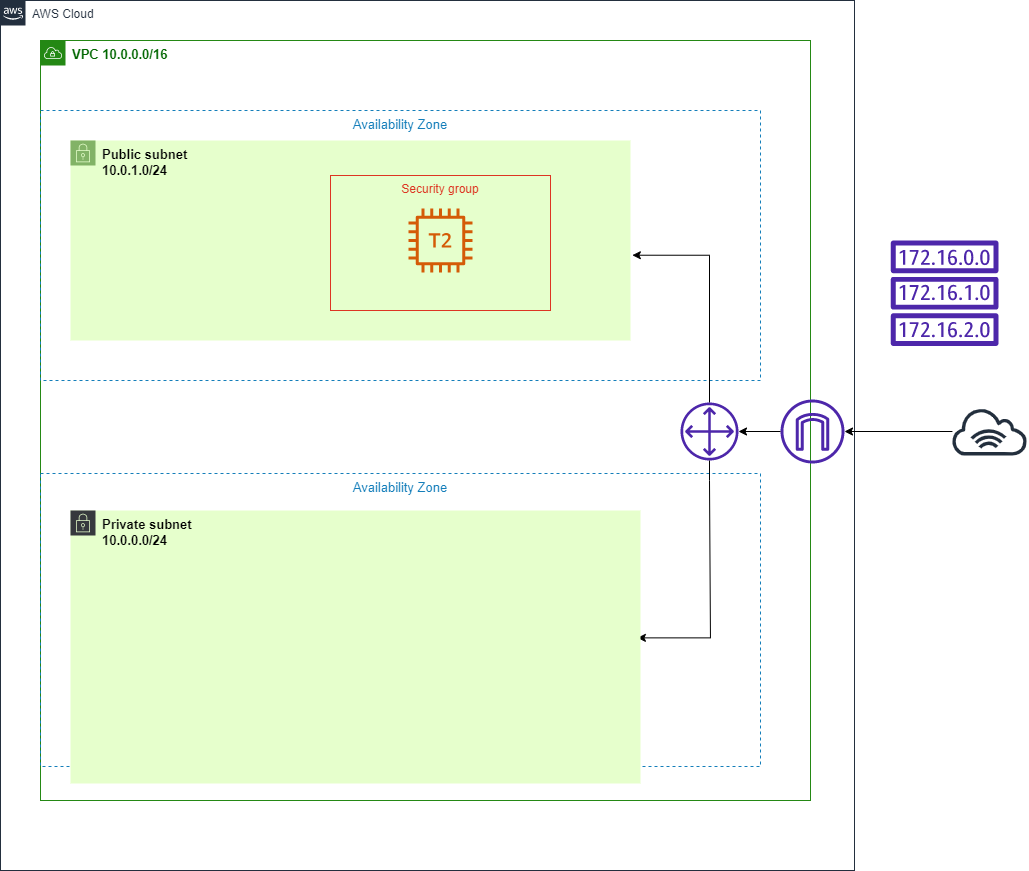 aws
AWS Cloud
VPC 10.0.0.0/16
Availability Zone
Public subnet
10.0.1.0/24
Security group
T2
172.16.0.0
172.16.1.0
172.16.2.0
Availability Zone
Private subnet
10.0.0.0/24